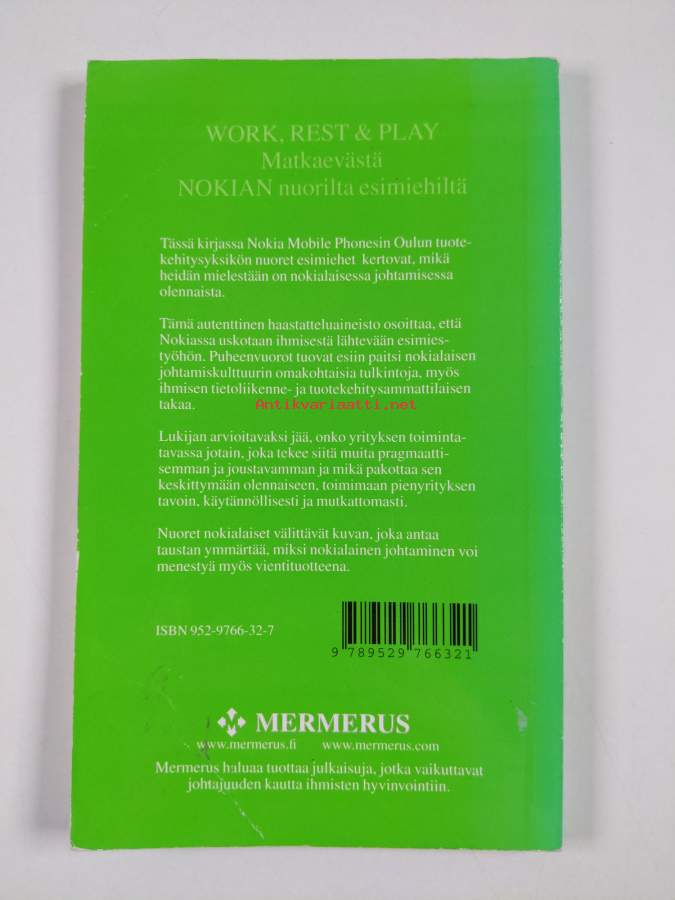 WORK, REST & PLAY
Matkaevästä
NOKIAN nuorilta esimiehiltä
Tässä kirjassa Nokia Mobile Phonesin Oulun tuote-
kehitysyksikön nuoret esimiehet kertovat, mikä
heidän mielestään on nokialaisessa johtamisessa
olennaista.
Tämä autenttinen haastatteluaineisto osoittaa, että
Nokiassa uskotaan ihmisestä lähtevään esimies-
työhön. Puheenvuorot tuovat esiin paitsi nokialaisen
johtamiskulttuurin omakohtaisia tulkintoja, myös
ihmisen tietoliikenne- ja tuotekehitysammattilaisen
takaa.
Antikvariaatti.net
Lukijan arvioitavaksi jää, onko yrityksen toiminta-
tavassa jotain, joka tekee siitä muita pragmaatti-
semman ja joustavamman ja mikä pakottaa sen
keskittymään olennaiseen, toimimaan pienyrityksen
tavoin, käytännöllisesti ja mutkattomasti.
Nuoret nokialaiset välittävät kuvan, joka antaa
taustan ymmärtää, miksi nokialainen johtaminen voi
menestyä myös vientituotteena.
ISBN 952-9766-32-7
9 789529 766321
MERMERUS
www.mermerus.fi www.mermerus.com
Mermerus haluaa tuottaa julkaisuja, jotka vaikuttavat
johtajuuden kautta ihmisten hyvinvointiin.